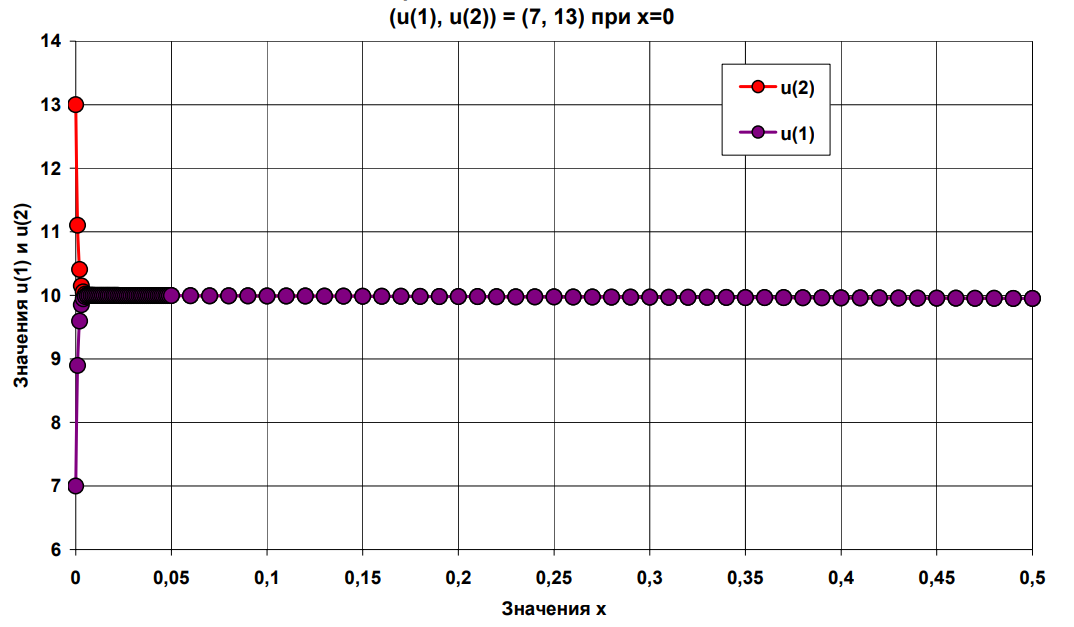 (u(1), u(2)) = (7, 13) при x=0
14
13
12
11
10
9
8
7
6
Значения u(1) и u(2)
u(2)
u(1)
0 0,05 0,1 0,15 0,2 0,25 0,3 0,35 0,4 0,45 0,5
Значения x